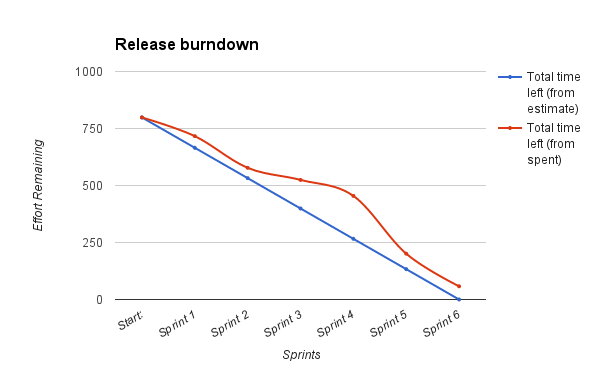 Release burndown
1000
750
500
250
0
Effort Remaining
Start:
Sprint 1
Sprint 2
Sprint 3
Sprint 4
Sprint 5
Sprint 6
Sprints
Total time
left (from
estimate)
Total time
left (from
spent)